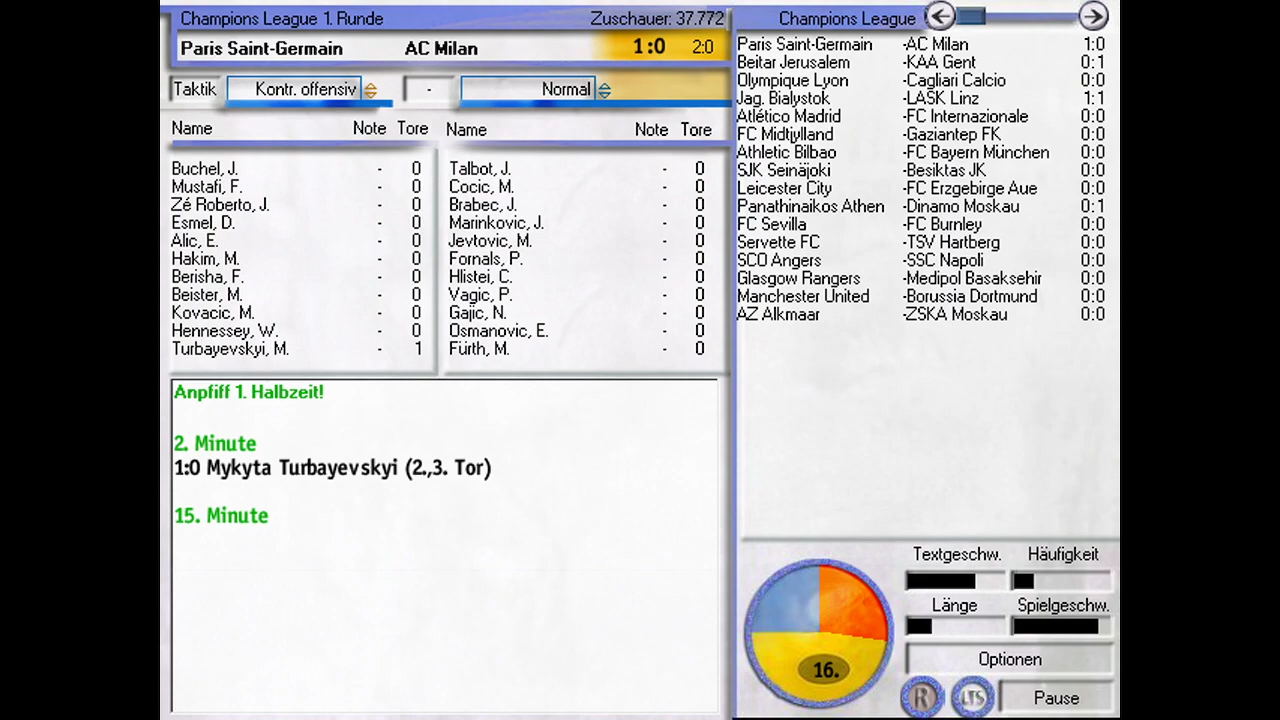 Champions League 1. Runde Zuschauer: 37.772
Paris Saint-Germain AC Milan 1:0 2:0
Taktik Kontr. offensiv - Normal
Name Note Tore Name Note Tore
Buchel, J. - 0 Talbot, J. - 0
Mustafi, F. - 0 Cocic, M. - 0
Zé Roberto, J. - 0 Brabec, J. - 0
Esmel, D. - 0 Marinkovic, J. - 0
Alic, E. - 0 Jevtovic, M. - 0
Hakim, M. - 0 Fornals, P. - 0
Berisha, F. - 0 Hlistei, C. - 0
Beister, M. - 0 Vagic, P. - 0
Kovacic, M. - 0 Gajic, N. - 0
Hennessey, W. - 0 Osmanovic, E. - 0
Turbayevskyi, M. - 1 Fürth, M. - 0
Anpfiff 1. Halbzeit!
2. Minute
1:0 Mykyta Turbayevskyi (2.,3. Tor)
15. Minute
Champions League
Paris Saint-Germain -AC Milan 1:0
Beitar Jerusalem -KAA Gent 0:1
Olympique Lyon -Cagliari Calcio 0:0
Jag. Bialystok -LASK Linz 1:1
Atlético Madrid -FC Internazionale 0:0
FC Midtjylland -Gaziantep FK 0:0
Athletic Bilbao -FC Bayern München 0:0
SJK Seinäjoki -Besiktas JK 0:0
Leicester City -FC Erzgebirge Aue 0:0
Panathinaikos Athen -Dinamo Moskau 0:1
FC Sevilla -FC Burnley 0:0
Servette FC -TSV Hartberg 0:0
SCO Angers -SSC Napoli 0:0
Glasgow Rangers -Medipol Basaksehir 0:0
Manchester United -Borussia Dortmund 0:0
AZ Alkmaar -ZSKA Moskau 0:0
Textgeschw. Häufigkeit
Länge Spielgeschw.
16.
Optionen
R LTS Pause